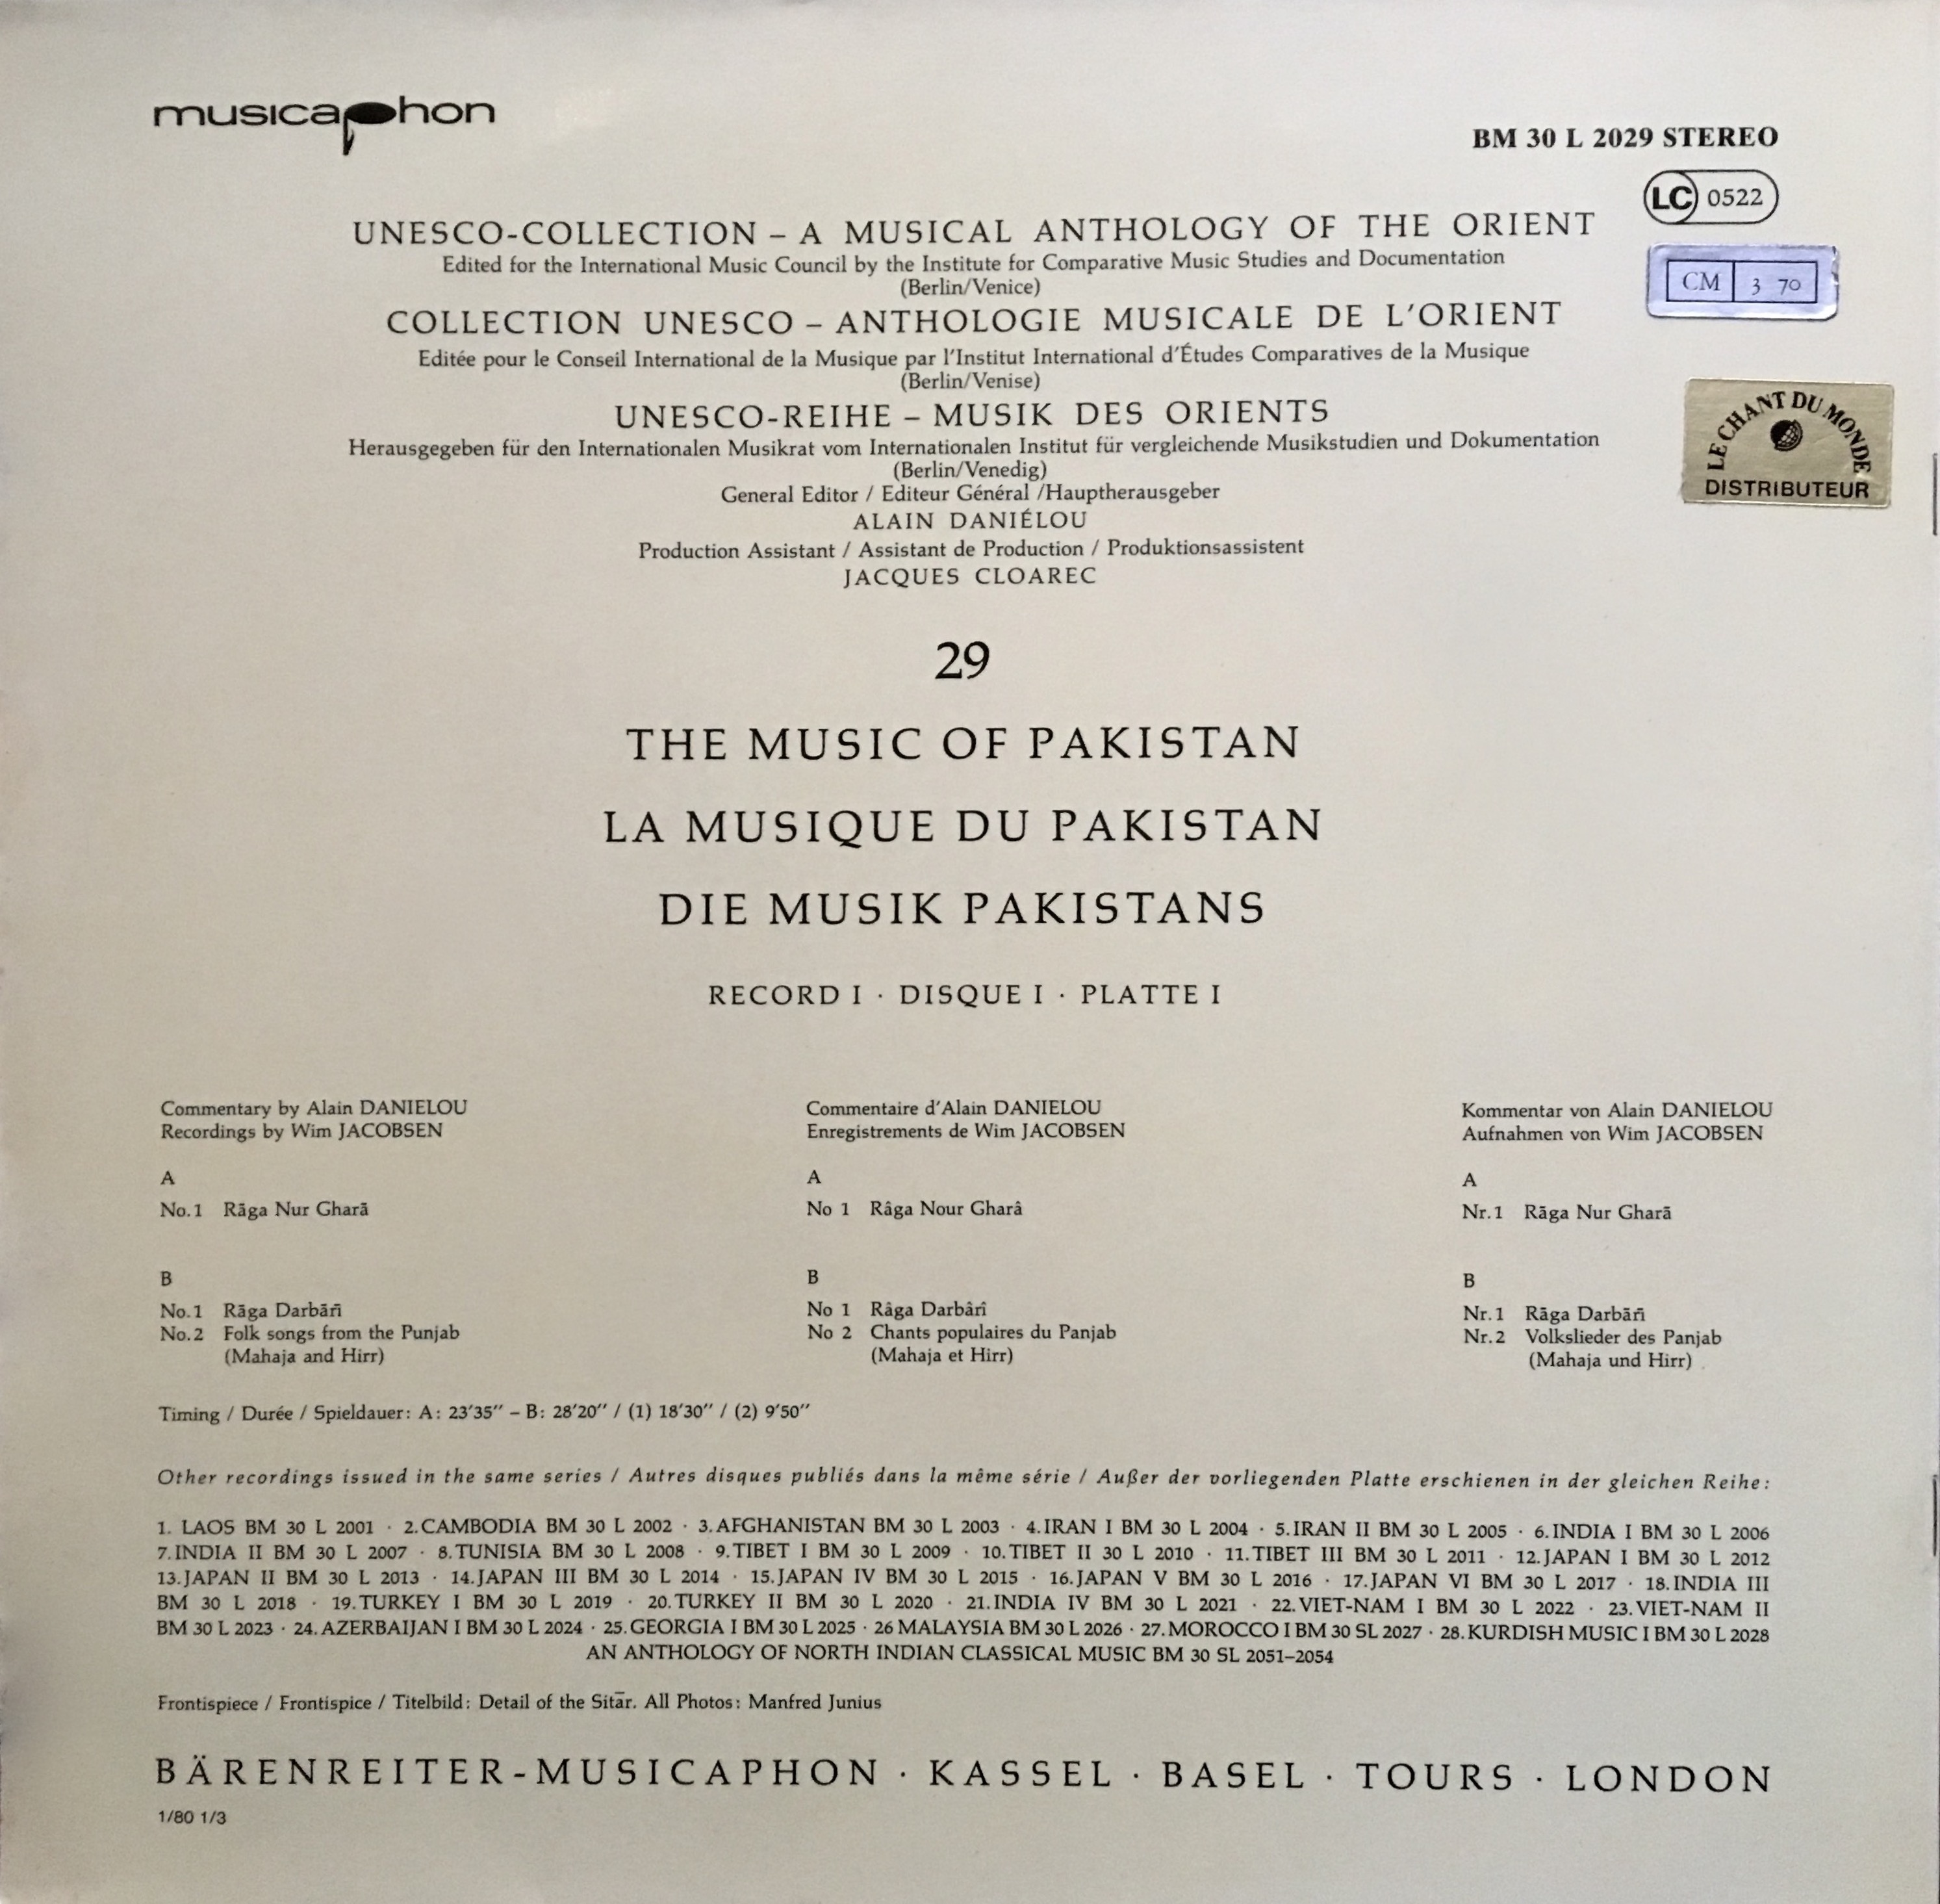 musicaphon
BM 30 L 2029 STEREO
LC 0522
UNESCO-COLLECTION – A MUSICAL ANTHOLOGY OF THE ORIENT
Edited for the International Music Council by the Institute for Comparative Music Studies and Documentation
(Berlin/Venice)
CM 3 70
COLLECTION UNESCO – ANTHOLOGIE MUSICALE DE L'ORIENT
Editée pour le Conseil International de la Musique par l'Institut International d'Études Comparatives de la Musique
(Berlin/Venise)
UNESCO-REIHE – MUSIK DES ORIENTS
Herausgegeben für den Internationalen Musikrat vom Internationalen Institut für vergleichende Musikstudien und Dokumentation
(Berlin/Venedig)
LE CHANT DU MONDE
DISTRIBUTEUR
General Editor / Editeur Général /Hauptherausgeber
ALAIN DANIÉLOU
Production Assistant / Assistant de Production / Produktionsassistent
JACQUES CLOAREC
29
THE MUSIC OF PAKISTAN
LA MUSIQUE DU PAKISTAN
DIE MUSIK PAKISTANS
RECORD I · DISQUE I · PLATTE I
Commentary by Alain DANIELOU
Recordings by Wim JACOBSEN
A
No.1 Rāga Nur Gharā
B
No.1 Rāga Darbārī
No.2 Folk songs from the Punjab
(Mahaja and Hirr)
Commentaire d'Alain DANIELOU
Enregistrements de Wim JACOBSEN
A
No 1 Râga Nour Gharâ
B
No 1 Râga Darbârî
No 2 Chants populaires du Panjab
(Mahaja et Hirr)
Kommentar von Alain DANIELOU
Aufnahmen von Wim JACOBSEN
A
Nr.1 Rāga Nur Gharā
B
Nr.1 Rāga Darbārī
Nr.2 Volkslieder des Panjab
(Mahaja und Hirr)
Timing / Durée / Spieldauer: A: 23'35'' – B: 28'20'' / (1) 18'30'' / (2) 9'50''
Other recordings issued in the same series / Autres disques publiés dans la même série / Außer der vorliegenden Platte erschienen in der gleichen Reihe:
1. LAOS BM 30 L 2001 · 2.CAMBODIA BM 30 L 2002 · 3.AFGHANISTAN BM 30 L 2003 · 4.IRAN I BM 30 L 2004 · 5.IRAN II BM 30 L 2005 · 6.INDIA I BM 30 L 2006
7.INDIA II BM 30 L 2007 · 8.TUNISIA BM 30 L 2008 · 9.TIBET I BM 30 L 2009 · 10.TIBET II 30 L 2010 · 11.TIBET III BM 30 L 2011 · 12.JAPAN I BM 30 L 2012
13.JAPAN II BM 30 L 2013 · 14.JAPAN III BM 30 L 2014 · 15.JAPAN IV BM 30 L 2015 · 16.JAPAN V BM 30 L 2016 · 17.JAPAN VI BM 30 L 2017 · 18.INDIA III
BM 30 L 2018 · 19.TURKEY I BM 30 L 2019 · 20.TURKEY II BM 30 L 2020 · 21.INDIA IV BM 30 L 2021 · 22.VIET-NAM I BM 30 L 2022 · 23.VIET-NAM II
BM 30 L 2023 · 24.AZERBAIJAN I BM 30 L 2024 · 25.GEORGIA I BM 30 L 2025 · 26 MALAYSIA BM 30 L 2026 · 27.MOROCCO I BM 30 SL 2027 · 28.KURDISH MUSIC I BM 30 L 2028
AN ANTHOLOGY OF NORTH INDIAN CLASSICAL MUSIC BM 30 SL 2051–2054
Frontispiece / Frontispice / Titelbild: Detail of the Sitār. All Photos: Manfred Junius
BÄRENREITER-MUSICAPHON · KASSEL · BASEL · TOURS · LONDON
1/80 1/3